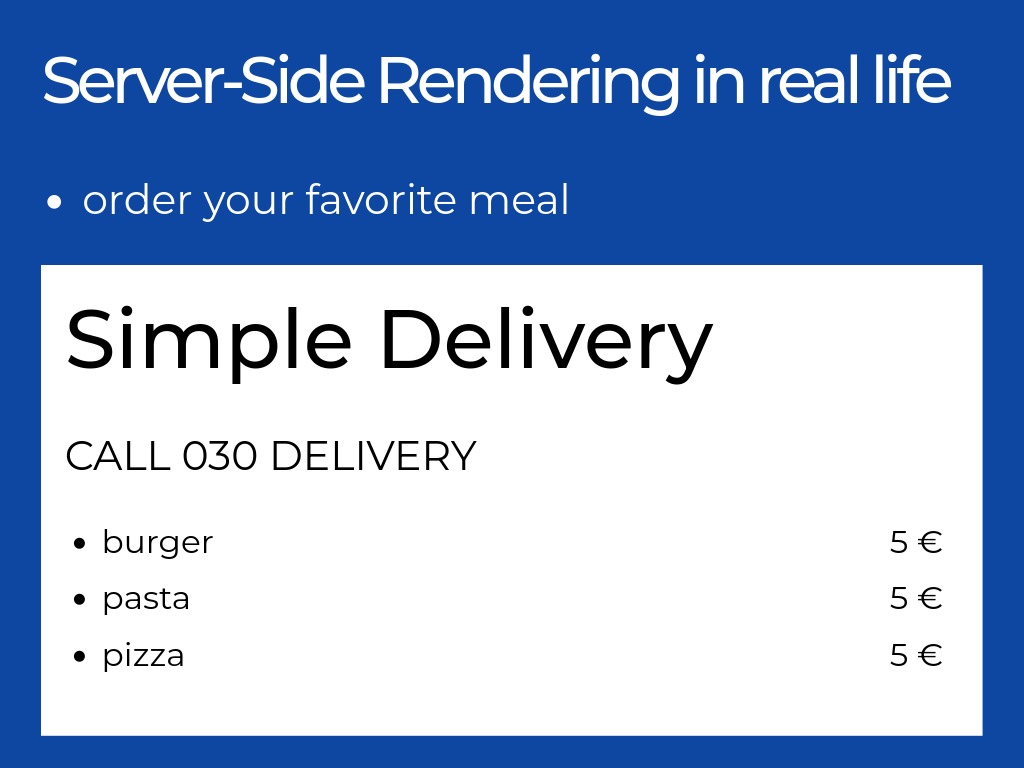 Server-Side Rendering in real life
• order your favorite meal
Simple Delivery
CALL 030 DELIVERY
• burger 5 €
• pasta 5 €
• pizza 5 €